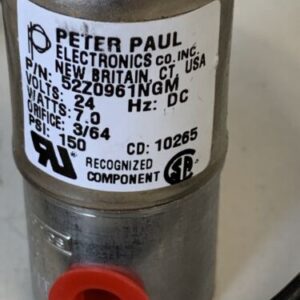 PETER PAUL
ELECTRONICS CO. INC.
NEW BRITAIN, CT, USA
P/N: 52Z0961NGM
VOLTS: 24 Hz: DC
WATTS: 7.0
ORIFICE: 3/64
PSI: 150 CD: 10265
RECOGNIZED
COMPONENT